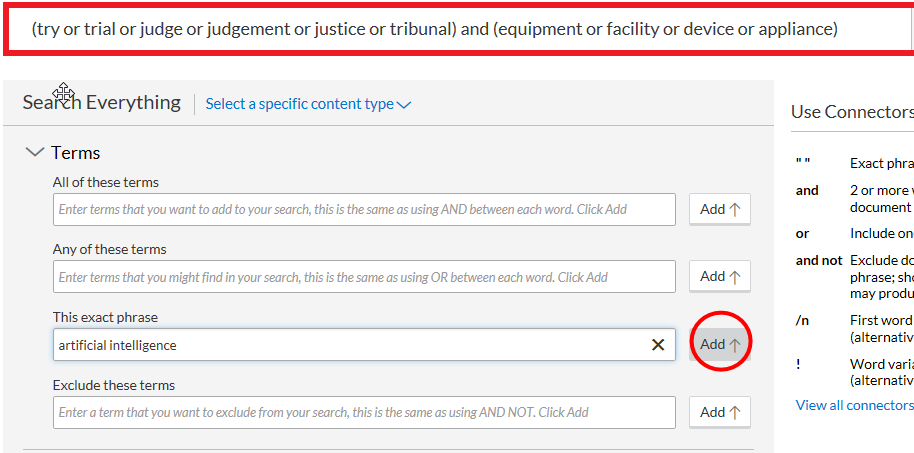 (try or trial or judge or judgement or justice or tribunal) and (equipment or facility or device or appliance)
Search Everything
Select a specific content type
Terms
All of these terms
Enter terms that you want to add to your search, this is the same as using AND between each word. Click Add
Add
Any of these terms
Enter terms that you might find in your search, this is the same as using OR between each word. Click Add
Add
This exact phrase
artificial intelligence
Add
Exclude these terms
Enter a term that you want to exclude from your search, this is the same as using AND NOT. Click Add
Add
Use Connectors
" " Exact phra
and 2 or more w
document
or Include on
and not Exclude do
phrase; sho
may produ
/n First word
(alternativ
! Word varia
(alternativ
View all connectors